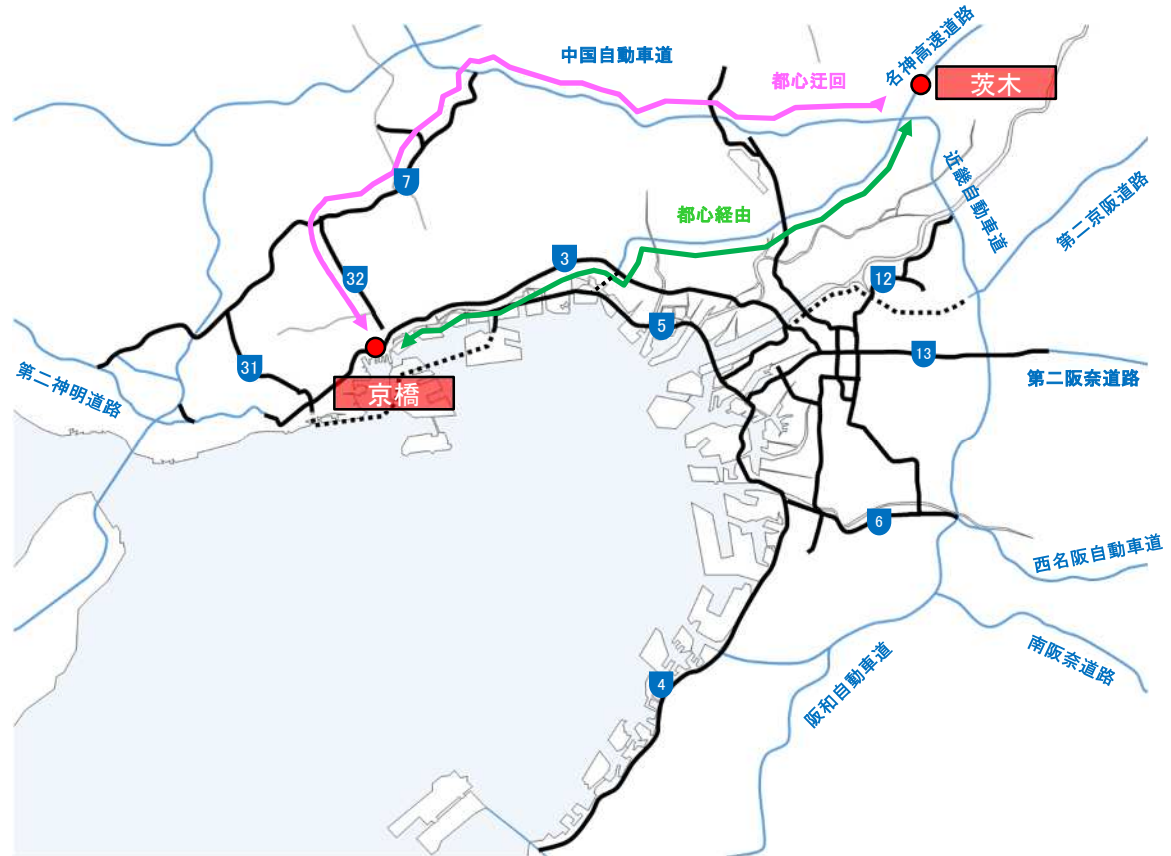 中国自動車道
名神高速道路
都心迂回
茨木
近畿自動車道
第二京阪道路
7
都心経由
3
32
12
5
13
31
第二神明道路
京橋
第二阪奈道路
6
西名阪自動車道
南阪奈道路
阪和自動車道
4